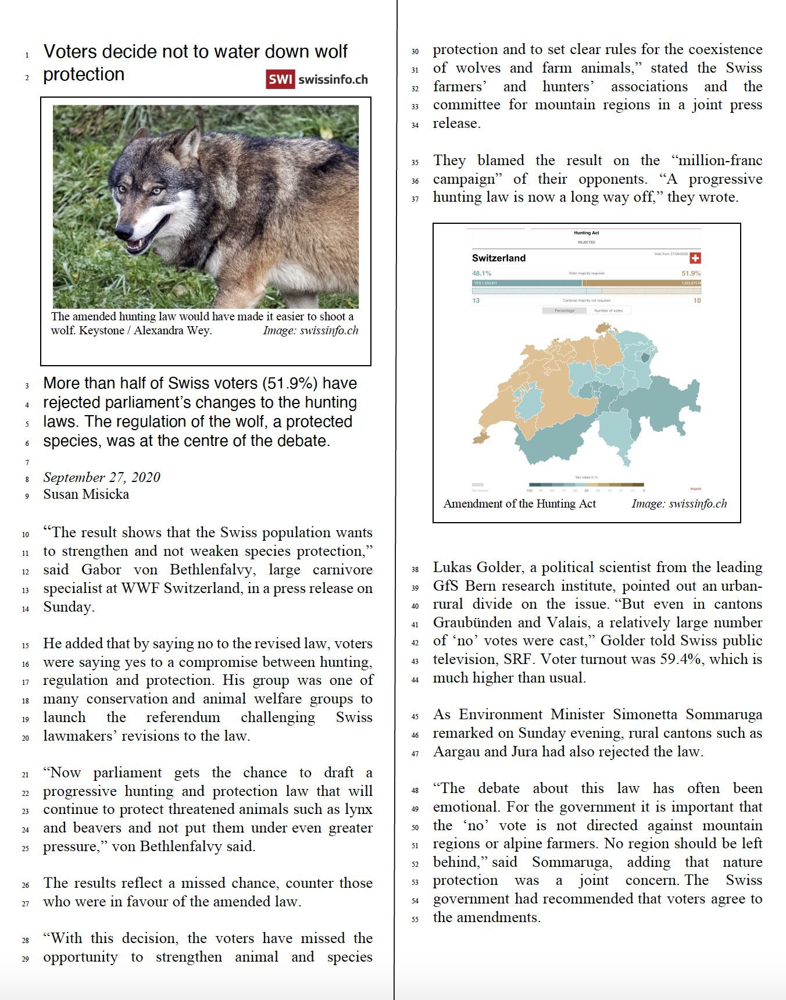 1 Voters decide not to water down wolf
2 protection
SWI swissinfo.ch
The amended hunting law would have made it easier to shoot a
wolf. Keystone / Alexandra Wey. Image: swissinfo.ch
3 More than half of Swiss voters (51.9%) have
4 rejected parliament’s changes to the hunting
5 laws. The regulation of the wolf, a protected
6 species, was at the centre of the debate.
7
8 September 27, 2020
9 Susan Misicka
10 “The result shows that the Swiss population wants
11 to strengthen and not weaken species protection,”
12 said Gabor von Bethlenfalvy, large carnivore
13 specialist at WWF Switzerland, in a press release on
14 Sunday.
15 He added that by saying no to the revised law, voters
16 were saying yes to a compromise between hunting,
17 regulation and protection. His group was one of
18 many conservation and animal welfare groups to
19 launch the referendum challenging Swiss
20 lawmakers’ revisions to the law.
21 “Now parliament gets the chance to draft a
22 progressive hunting and protection law that will
23 continue to protect threatened animals such as lynx
24 and beavers and not put them under even greater
25 pressure,” von Bethlenfalvy said.
26 The results reflect a missed chance, counter those
27 who were in favour of the amended law.
28 “With this decision, the voters have missed the
29 opportunity to strengthen animal and species
30 protection and to set clear rules for the coexistence
31 of wolves and farm animals,” stated the Swiss
32 farmers’ and hunters’ associations and the
33 committee for mountain regions in a joint press
34 release.
35 They blamed the result on the “million-franc
36 campaign” of their opponents. “A progressive
37 hunting law is now a long way off,” they wrote.
Hunting Act
REJECTED
Switzerland Vote from 27/09/2020
48.1% Voter majority required 51.9%
YES 1,530,811 1,653,873 N
13 Cantonal majority not required 10
Percentage Number of votes
Yes votes in %
Not known 100 90 80 70 60 50 40 30 20 10 0 Imprint
Amendment of the Hunting Act Image: swissinfo.ch
38 Lukas Golder, a political scientist from the leading
39 GfS Bern research institute, pointed out an urban-
40 rural divide on the issue. “But even in cantons
41 Graubünden and Valais, a relatively large number
42 of ‘no’ votes were cast,” Golder told Swiss public
43 television, SRF. Voter turnout was 59.4%, which is
44 much higher than usual.
45 As Environment Minister Simonetta Sommaruga
46 remarked on Sunday evening, rural cantons such as
47 Aargau and Jura had also rejected the law.
48 “The debate about this law has often been
49 emotional. For the government it is important that
50 the ‘no’ vote is not directed against mountain
51 regions or alpine farmers. No region should be left
52 behind,” said Sommaruga, adding that nature
53 protection was a joint concern. The Swiss
54 government had recommended that voters agree to
55 the amendments.